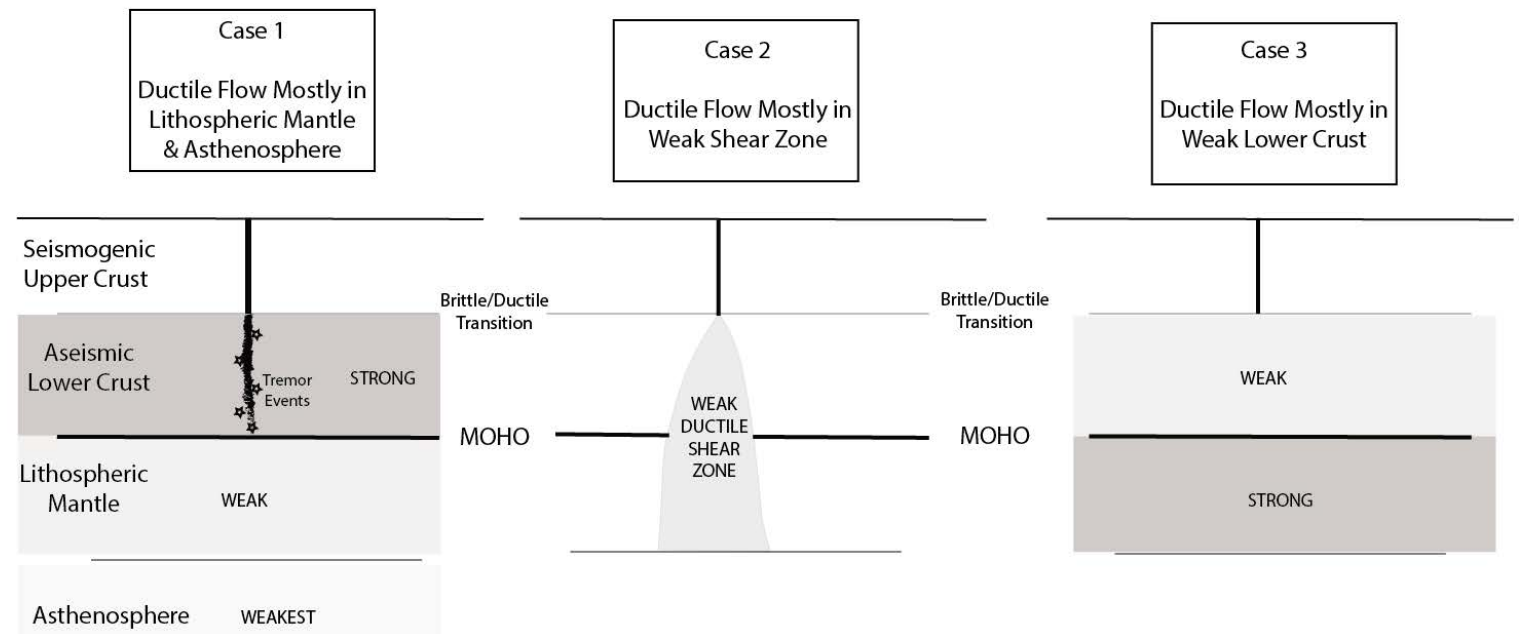 Case 1
Ductile Flow Mostly in
Lithospheric Mantle
& Asthenosphere
Case 2
Ductile Flow Mostly in
Weak Shear Zone
Case 3
Ductile Flow Mostly in
Weak Lower Crust
Seismogenic
Upper Crust
Brittle/Ductile
Transition
Brittle/Ductile
Transition
Aseismic
Lower Crust
Tremor
Events
STRONG
WEAK
DUCTILE
SHEAR
ZONE
WEAK
MOHO
MOHO
Lithospheric
Mantle
WEAK
STRONG
Asthenosphere
WEAKEST